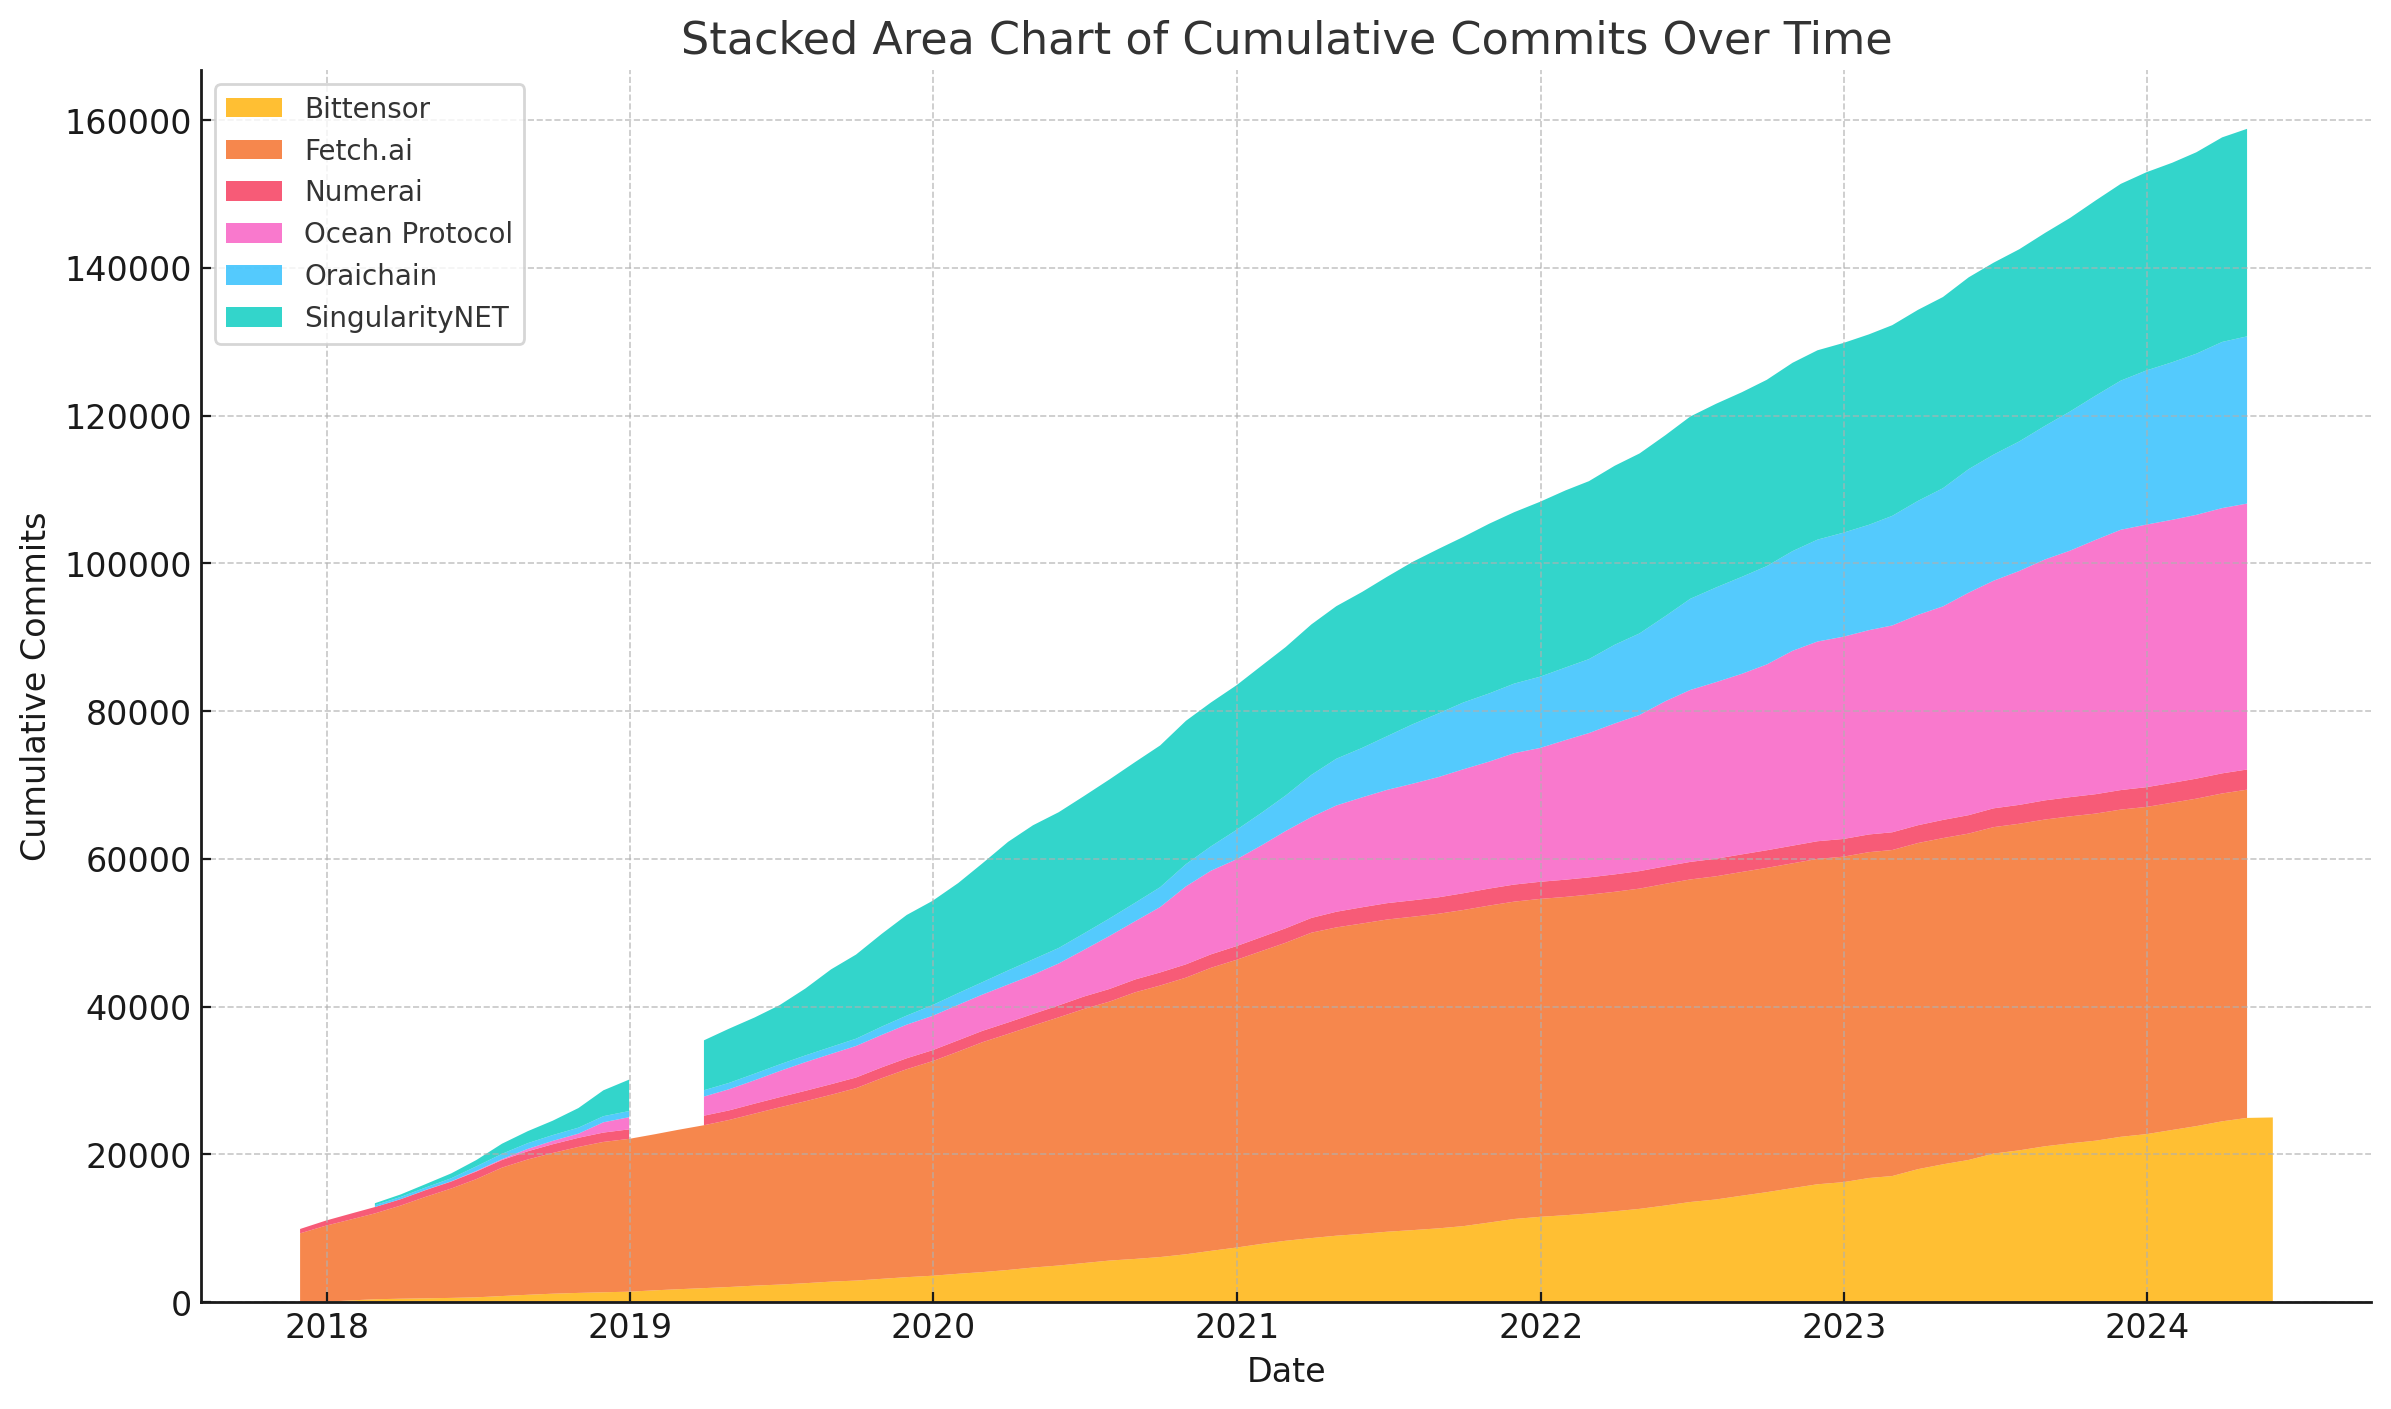 Stacked Area Chart of Cumulative Commits Over Time
Bittensor
Fetch.ai
Numerai
Ocean Protocol
Oraichain
SingularityNET
160000
140000
120000
100000
80000
60000
40000
20000
0
Cumulative Commits
2018 2019 2020 2021 2022 2023 2024
Date